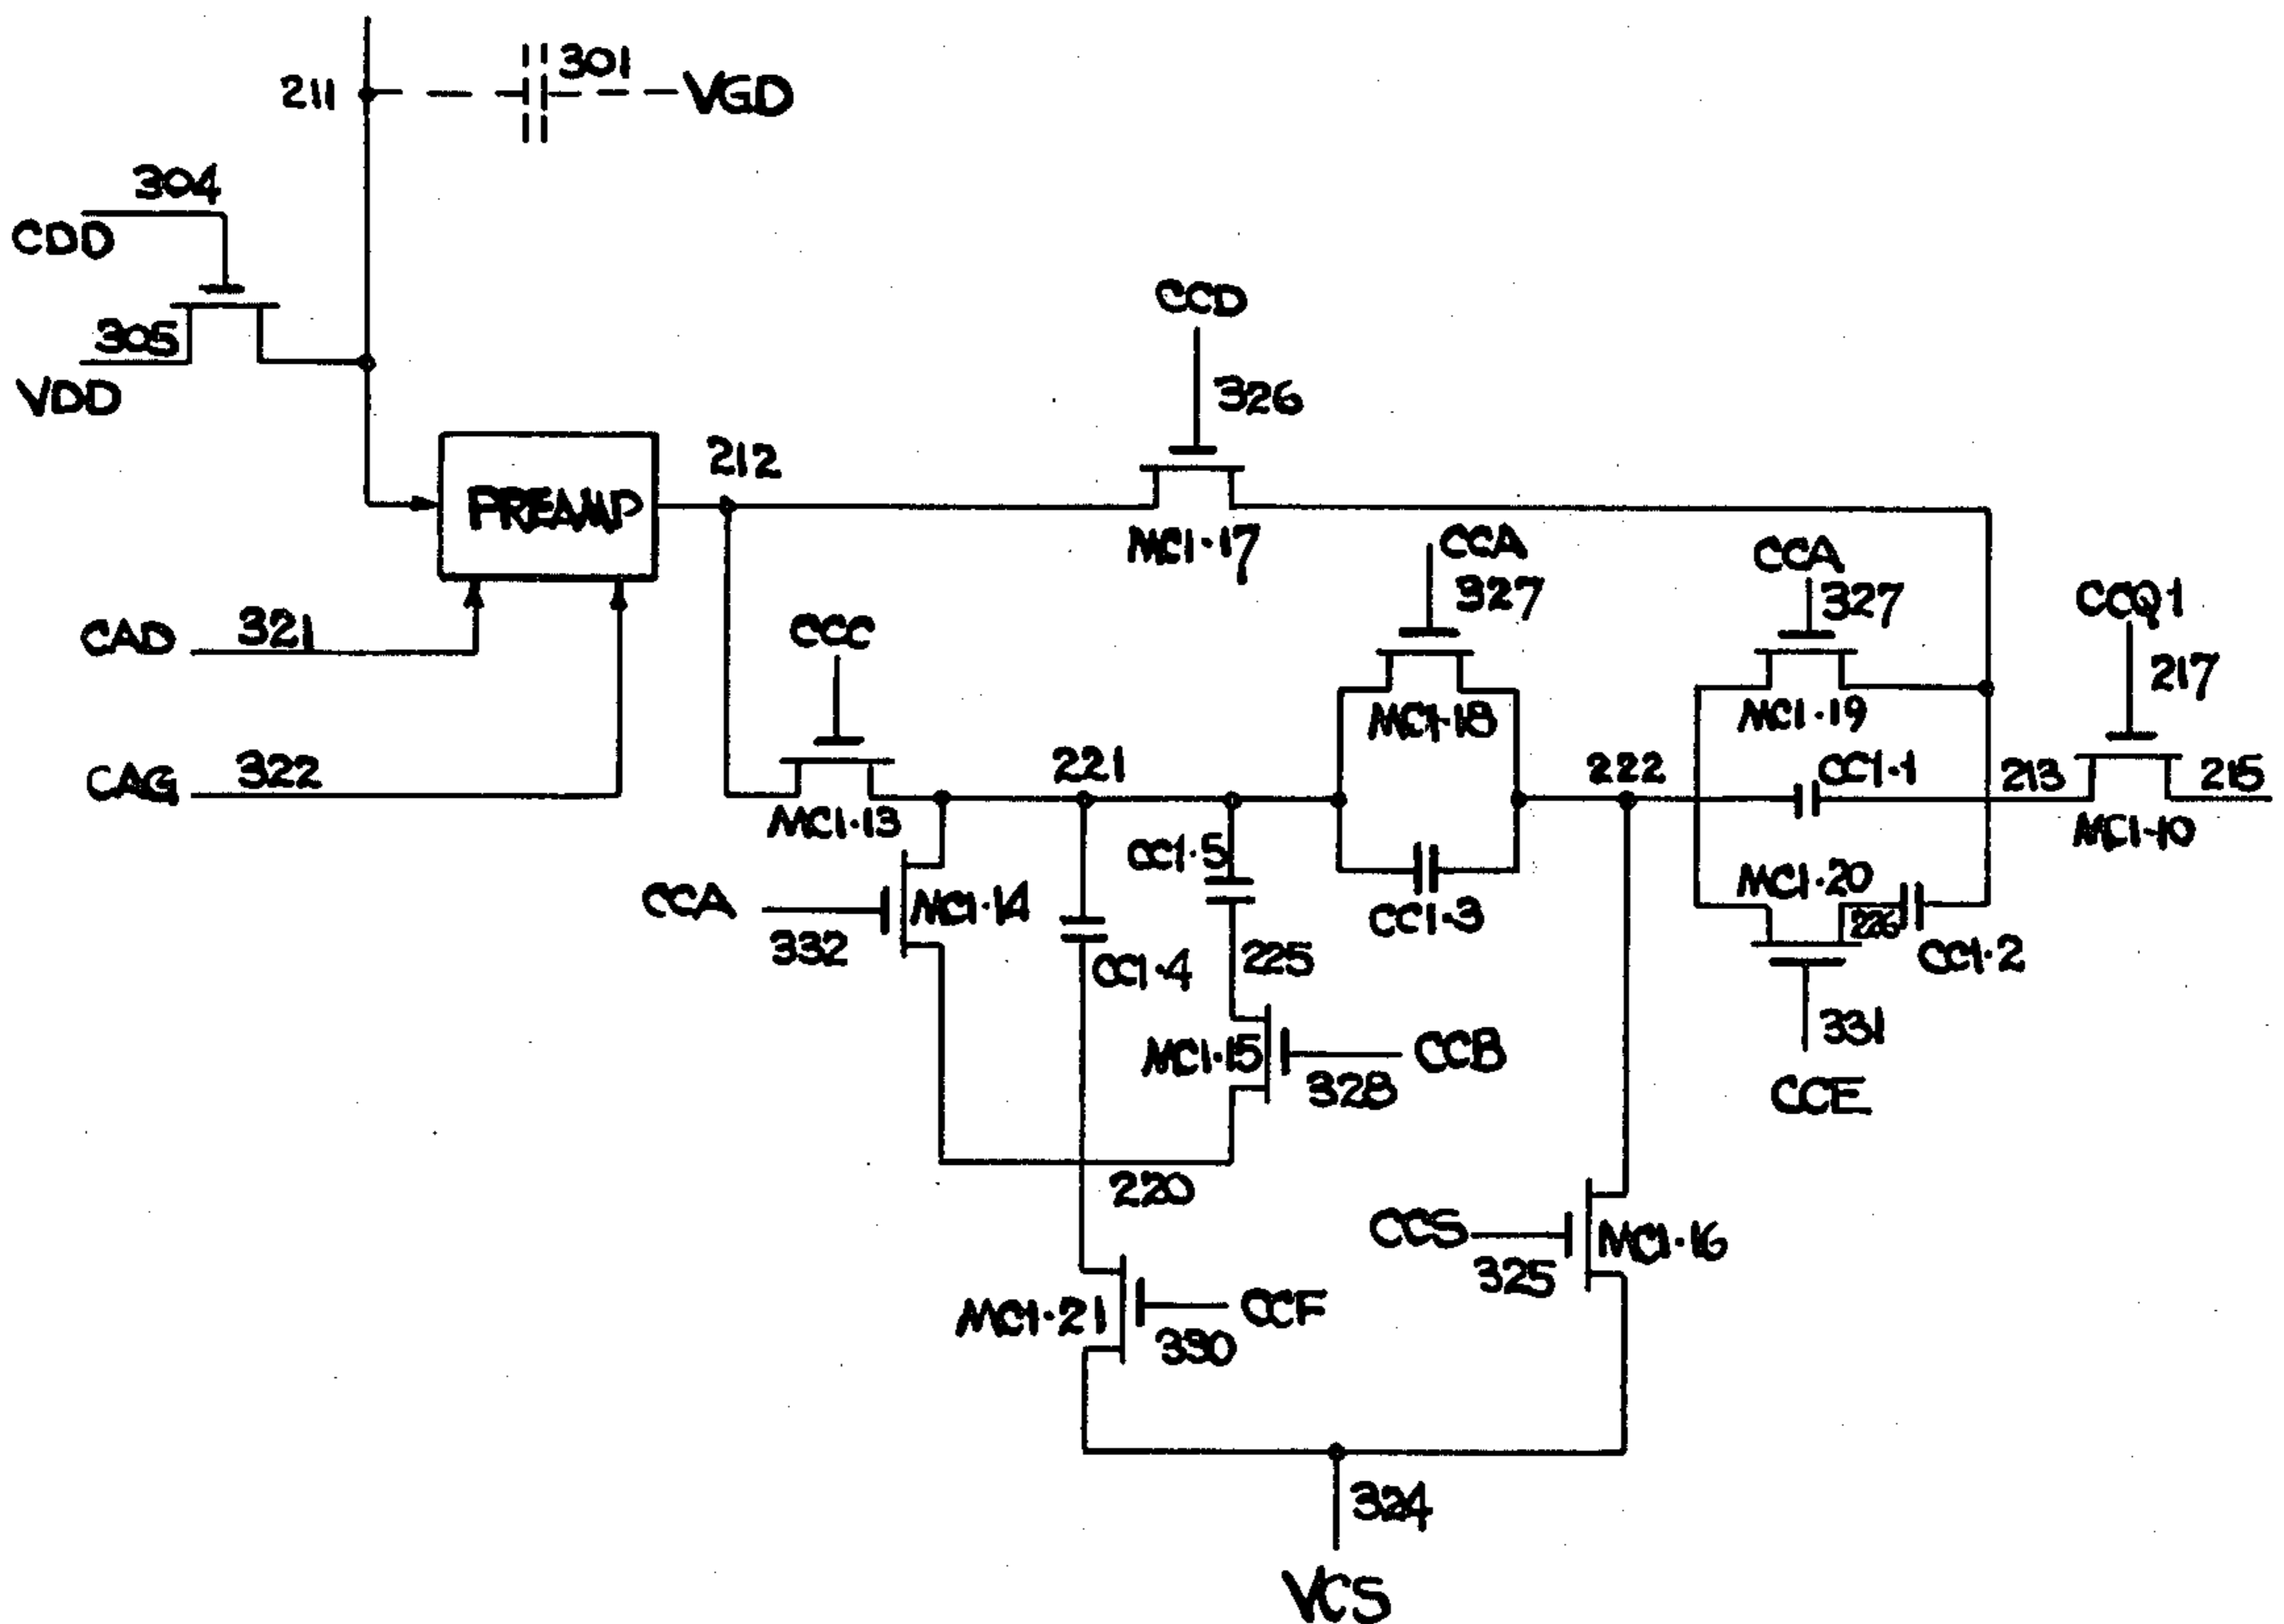 301
211
VGD
304
CDD
305
VDD
CCD
326
212
PREAMP
MC1-17
CCA
327
CCA
327
CCQ1
217
CAD
321
CCC
MC1-18
MC1-19
CAG
322
221
222
CC1-1
213
215
MC1-13
MC1-10
CC1-5
MC1-20
CCA
332
MC1-14
CC1-3
226
CC1-2
CC1-4
225
331
MC1-15
CCB
328
CCE
220
CCS
325
MC1-16
MC1-21
CCF
350
324
VCS